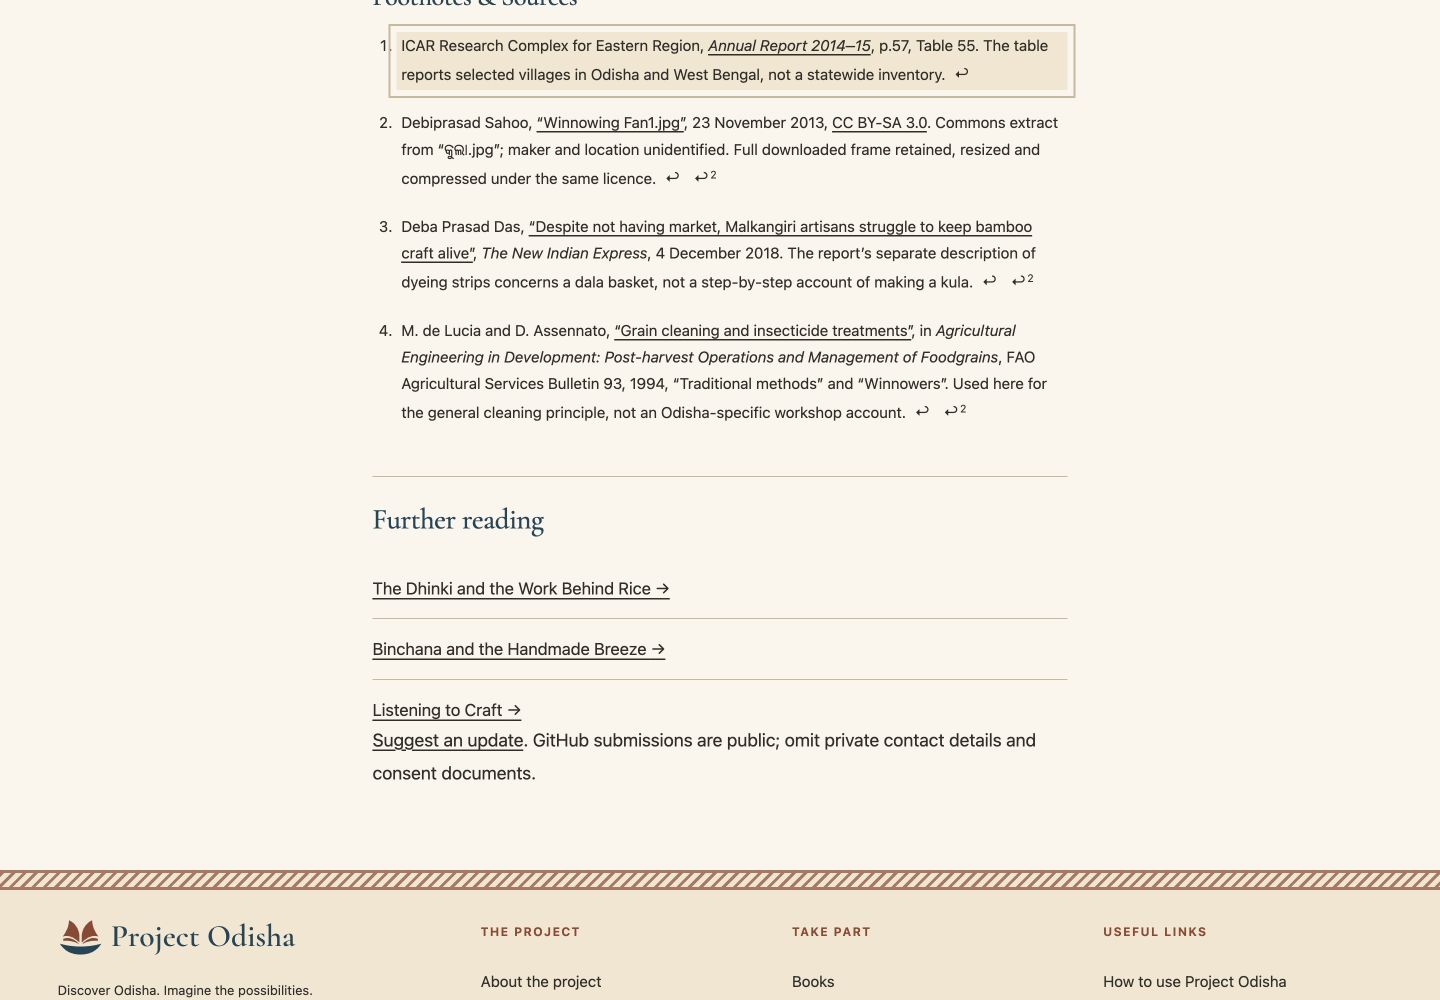 Footnotes & Sources
1. ICAR Research Complex for Eastern Region, Annual Report 2014–15, p.57, Table 55. The table
reports selected villages in Odisha and West Bengal, not a statewide inventory. ↩
2. Debiprasad Sahoo, “Winnowing Fan1.jpg”, 23 November 2013, CC BY-SA 3.0. Commons extract
from “କୁଲା.jpg”; maker and location unidentified. Full downloaded frame retained, resized and
compressed under the same licence. ↩ ↩2
3. Deba Prasad Das, “Despite not having market, Malkangiri artisans struggle to keep bamboo
craft alive”, The New Indian Express, 4 December 2018. The report’s separate description of
dyeing strips concerns a dala basket, not a step-by-step account of making a kula. ↩ ↩2
4. M. de Lucia and D. Assennato, “Grain cleaning and insecticide treatments”, in Agricultural
Engineering in Development: Post-harvest Operations and Management of Foodgrains, FAO
Agricultural Services Bulletin 93, 1994, “Traditional methods” and “Winnowers”. Used here for
the general cleaning principle, not an Odisha-specific workshop account. ↩ ↩2
Further reading
The Dhinki and the Work Behind Rice →
Binchana and the Handmade Breeze →
Listening to Craft →
Suggest an update. GitHub submissions are public; omit private contact details and
consent documents.
Project Odisha
Discover Odisha. Imagine the possibilities.
THE PROJECT
About the project
TAKE PART
Books
USEFUL LINKS
How to use Project Odisha